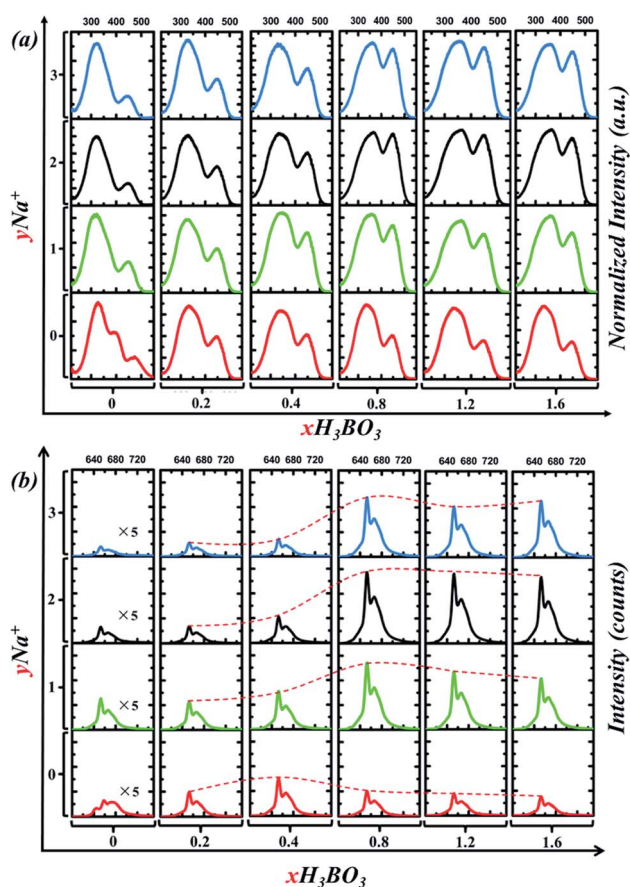 (a)
300 400 500 300 400 500 300 400 500 300 400 500 300 400 500 300 400 500
3
2
1
0
yNa⁺
Normalized Intensity (a.u.)
0 0.2 0.4 0.8 1.2 1.6
xH₃BO₃
(b)
640 680 720 640 680 720 640 680 720 640 680 720 640 680 720 640 680 720
3
×5
2
×5
1
×5
0
×5
yNa⁺
Intensity (counts)
0 0.2 0.4 0.8 1.2 1.6
xH₃BO₃